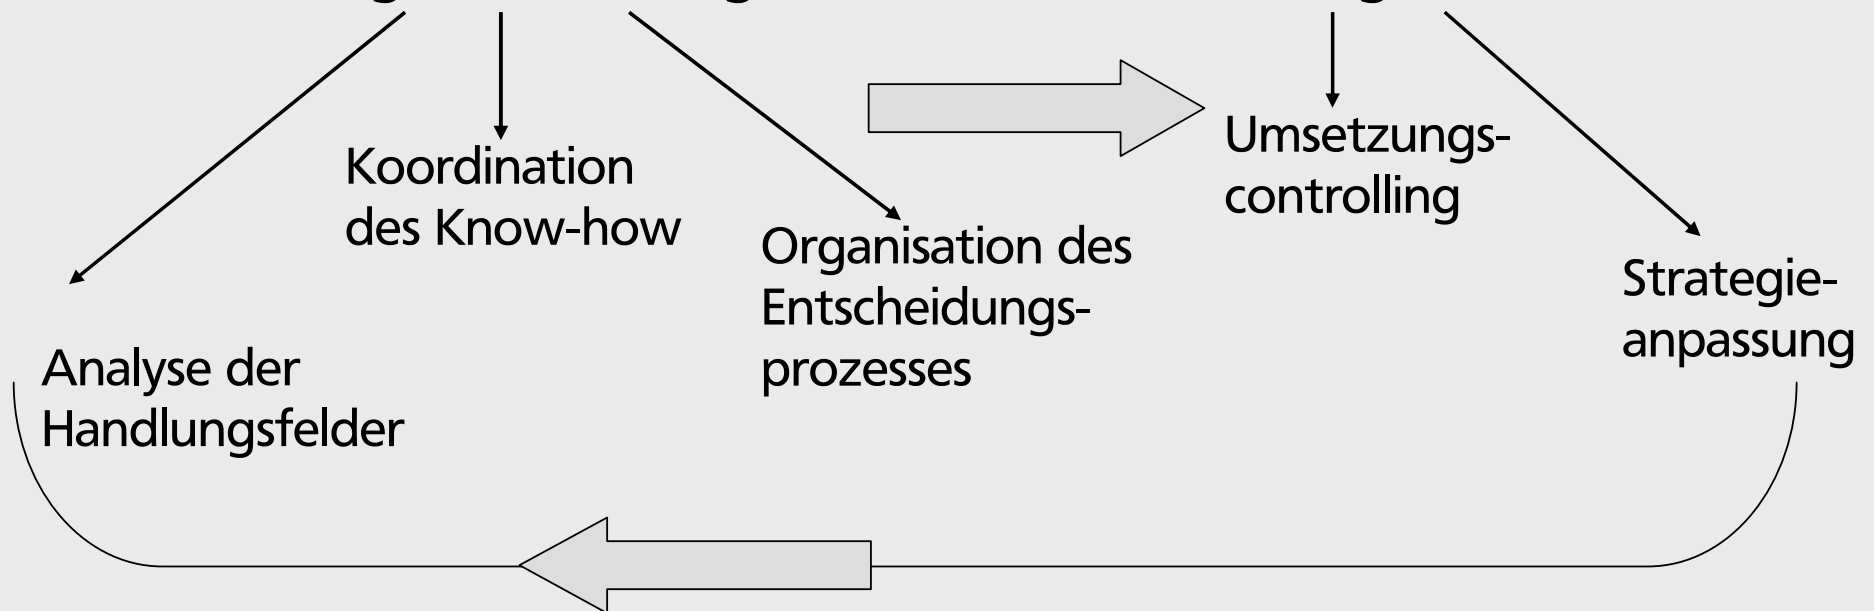 Koordination
des Know-how
Umsetzungs-
controlling
Organisation des
Entscheidungs-
prozesses
Strategie-
anpassung
Analyse der
Handlungsfelder